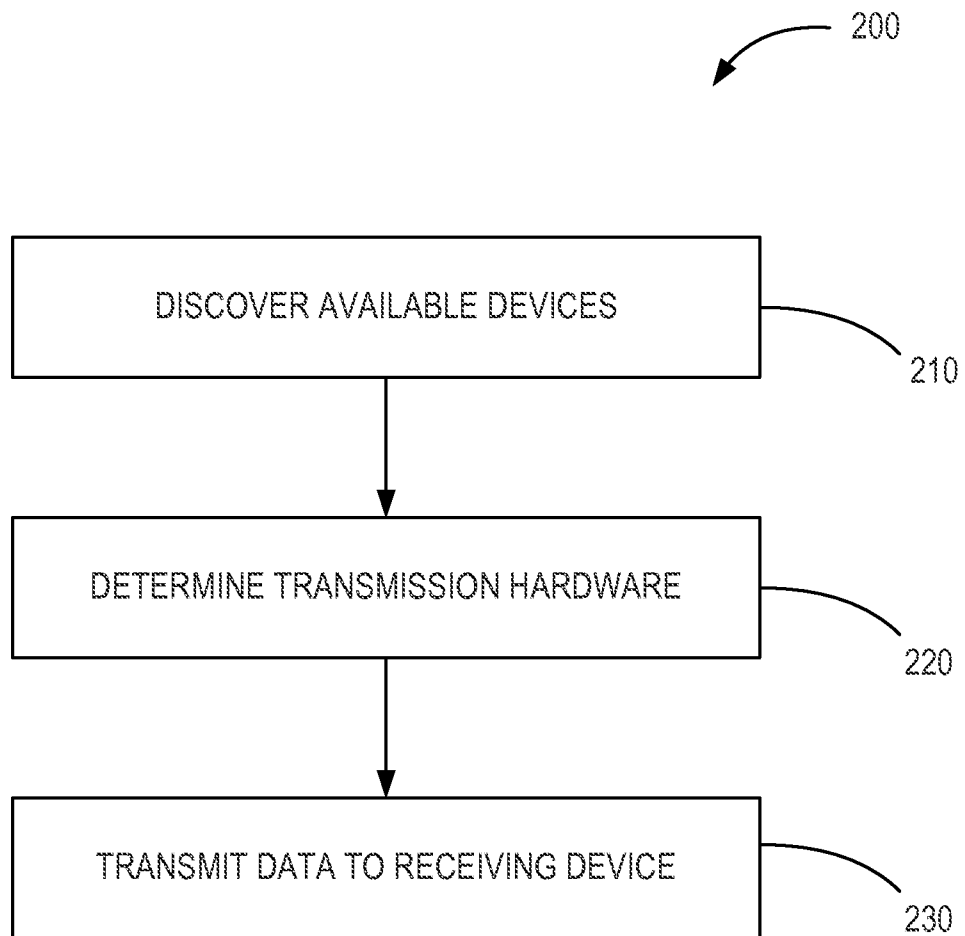 200
DISCOVER AVAILABLE DEVICES
210
DETERMINE TRANSMISSION HARDWARE
220
TRANSMIT DATA TO RECEIVING DEVICE
230